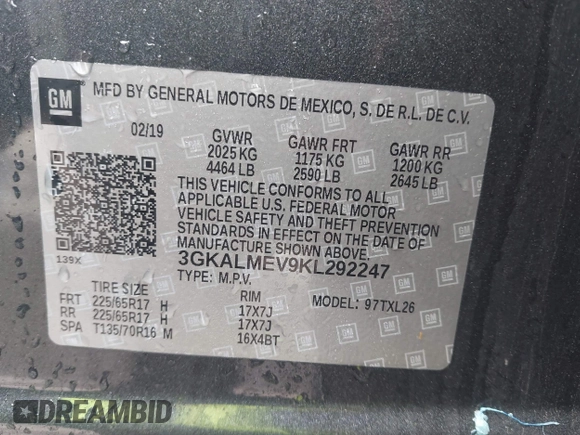 GM
MFD BY GENERAL MOTORS DE MEXICO, S. DE R.L. DE C.V.
02/19
GVWR
2025 KG
4464 LB
GAWR FRT
1175 KG
2590 LB
GAWR RR
1200 KG
2645 LB
THIS VEHICLE CONFORMS TO ALL
APPLICABLE U.S. FEDERAL MOTOR
VEHICLE SAFETY AND THEFT PREVENTION
STANDARDS IN EFFECT ON THE DATE
OF MANUFACTURE SHOWN ABOVE.
139X
3GKALMEV9KL292247
TYPE: M.P.V.
TIRE SIZE
FRT 225/65R17 H
RR 225/65R17 H
SPA T135/70R16 M
RIM
17X7J
17X7J
16X4BT
MODEL: 97TXL26
DREAMBID